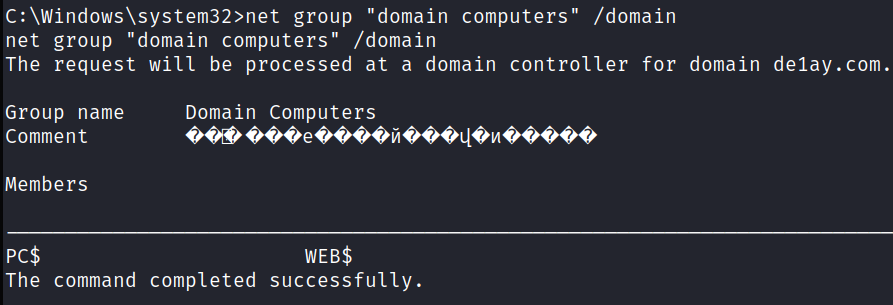 C:\Windows\system32>net group "domain computers" /domain
net group "domain computers" /domain
The request will be processed at a domain controller for domain de1ay.com.
Group name Domain Computers
Comment
Members
-------------------------------------------------------------------------------
PC$ WEB$
The command completed successfully.